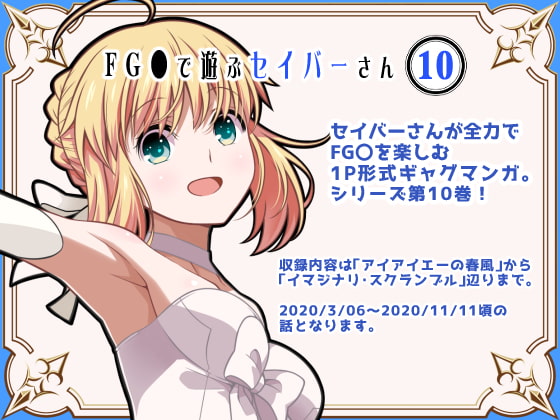 FG●で遊ぶセイバーさん 10
セイバーさんが全力で
FG〇を楽しむ
1P形式ギャグマンガ。
シリーズ第10巻！
収録内容は「アイアイエーの春風」から
「イマジナリ・スクランブル」辺りまで。
2020/3/06～2020/11/11頃の
話となります。